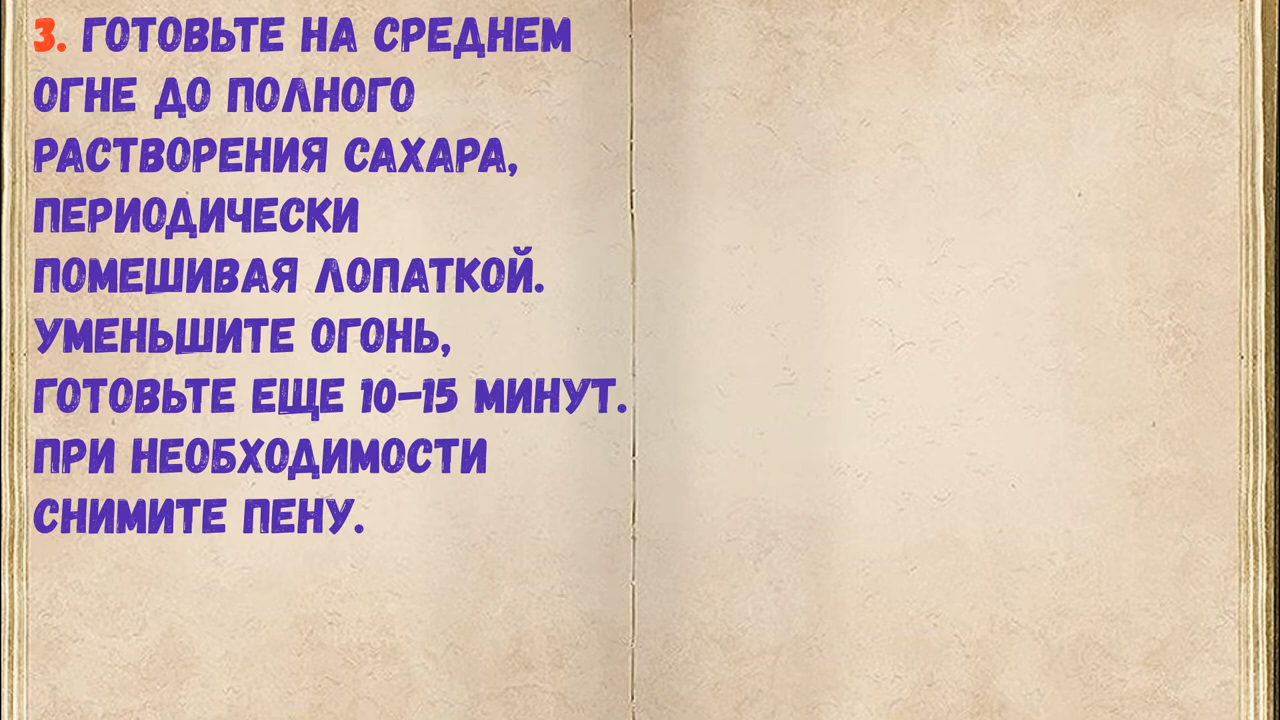 3. ГОТОВЬТЕ НА СРЕДНЕМ
ОГНЕ ДО ПОЛНОГО
РАСТВОРЕНИЯ САХАРА,
ПЕРИОДИЧЕСКИ
ПОМЕШИВАЯ ЛОПАТКОЙ.
УМЕНЬШИТЕ ОГОНЬ,
ГОТОВЬТЕ ЕЩЕ 10-15 МИНУТ.
ПРИ НЕОБХОДИМОСТИ
СНИМИТЕ ПЕНУ.